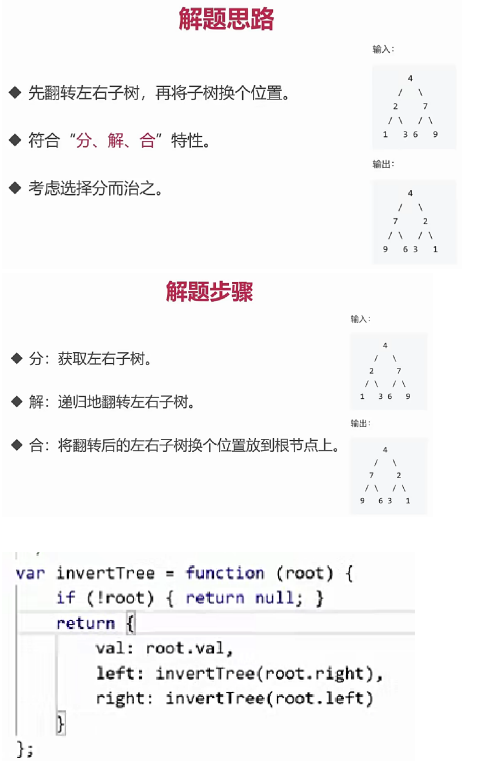 解题思路
输入:
◆ 先翻转左右子树，再将子树换个位置。
4
/ \
2 7
/ \ / \
1 3 6 9
◆ 符合“分、解、合”特性。
输出:
◆ 考虑选择分而治之。
4
/ \
7 2
/ \ / \
9 6 3 1
解题步骤
输入:
◆ 分：获取左右子树。
4
/ \
2 7
/ \ / \
1 3 6 9
◆ 解：递归地翻转左右子树。
输出:
◆ 合：将翻转后的左右子树换个位置放到根节点上。
4
/ \
7 2
/ \ / \
9 6 3 1
var invertTree = function (root) {
    if (!root) { return null; }
    return {
        val: root.val,
        left: invertTree(root.right),
        right: invertTree(root.left)
    }
};